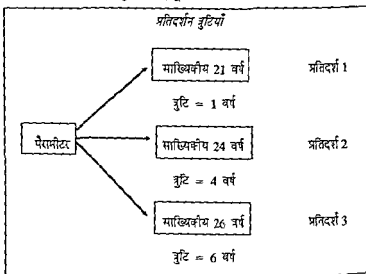 प्रतिदर्शन त्रुटियाँ
साख्यिकीय 21 वर्ष प्रतिदर्श 1
त्रुटि = 1 वर्ष
पैरामीटर साख्यिकीय 24 वर्ष प्रतिदर्श 2
त्रुटि = 4 वर्ष
साख्यिकीय 26 वर्ष प्रतिदर्श 3
त्रुटि = 6 वर्ष